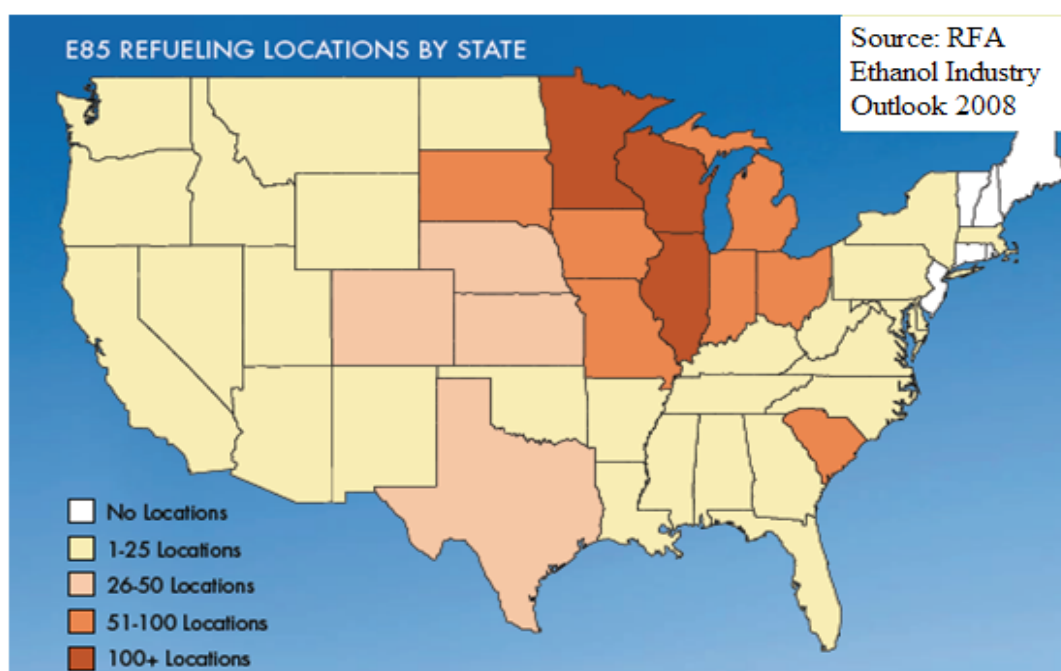 E85 REFUELING LOCATIONS BY STATE
Source: RFA
Ethanol Industry
Outlook 2008
No Locations
1-25 Locations
26-50 Locations
51-100 Locations
100+ Locations